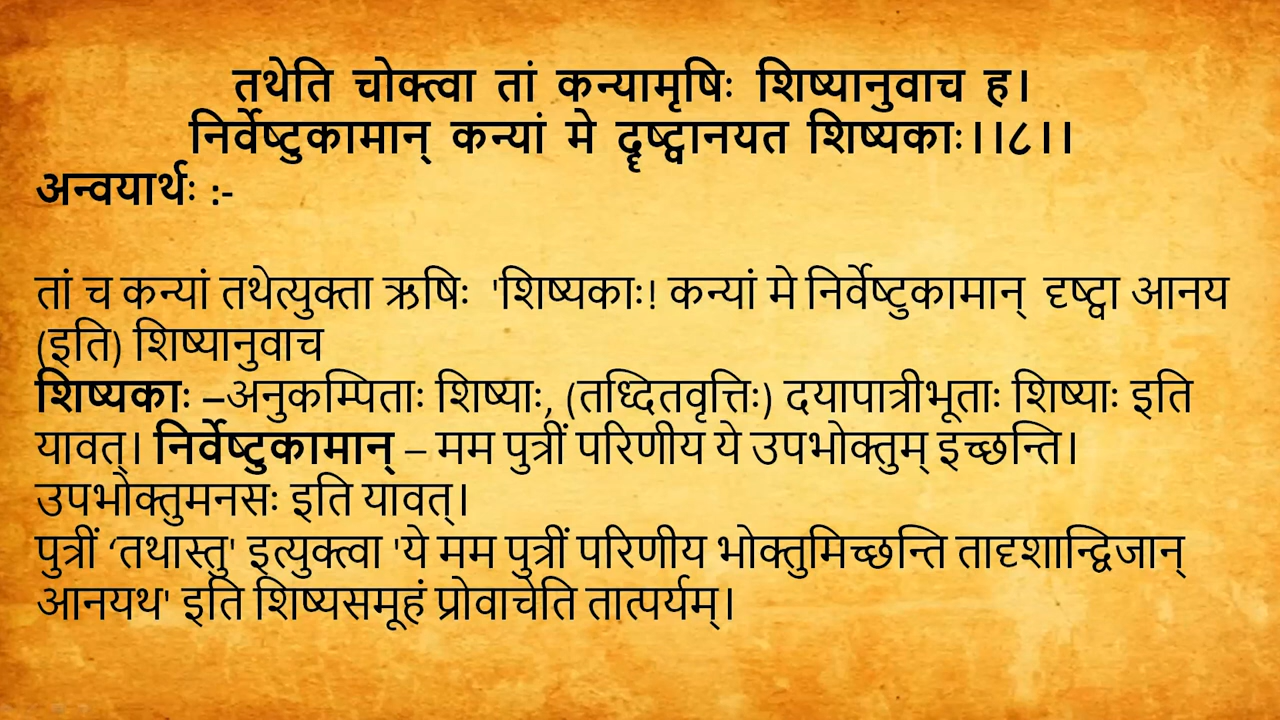 तथेति चोक्त्वा तां कन्यामृषिः शिष्यानुवाच ह।
निर्वेष्टुकामान् कन्यां मे दृष्ट्वानयत शिष्यकाः।।८।।
अन्वयार्थः :-
तां च कन्यां तथेत्युक्ता ऋषिः 'शिष्यकाः! कन्यां मे निर्वेष्टुकामान् दृष्ट्वा आनय
(इति) शिष्यानुवाच
शिष्यकाः –अनुकम्पिताः शिष्याः, (तध्दितवृत्तिः) दयापात्रीभूताः शिष्याः इति
यावत्। निर्वेष्टुकामान् – मम पुत्रीं परिणीय ये उपभोक्तुम् इच्छन्ति।
उपभोक्तुमनसः इति यावत्।
पुत्रीं ‘तथास्तु' इत्युक्त्वा 'ये मम पुत्रीं परिणीय भोक्तुमिच्छन्ति तादृशान्द्विजान्
आनयथ' इति शिष्यसमूहं प्रोवाचेति तात्पर्यम्।